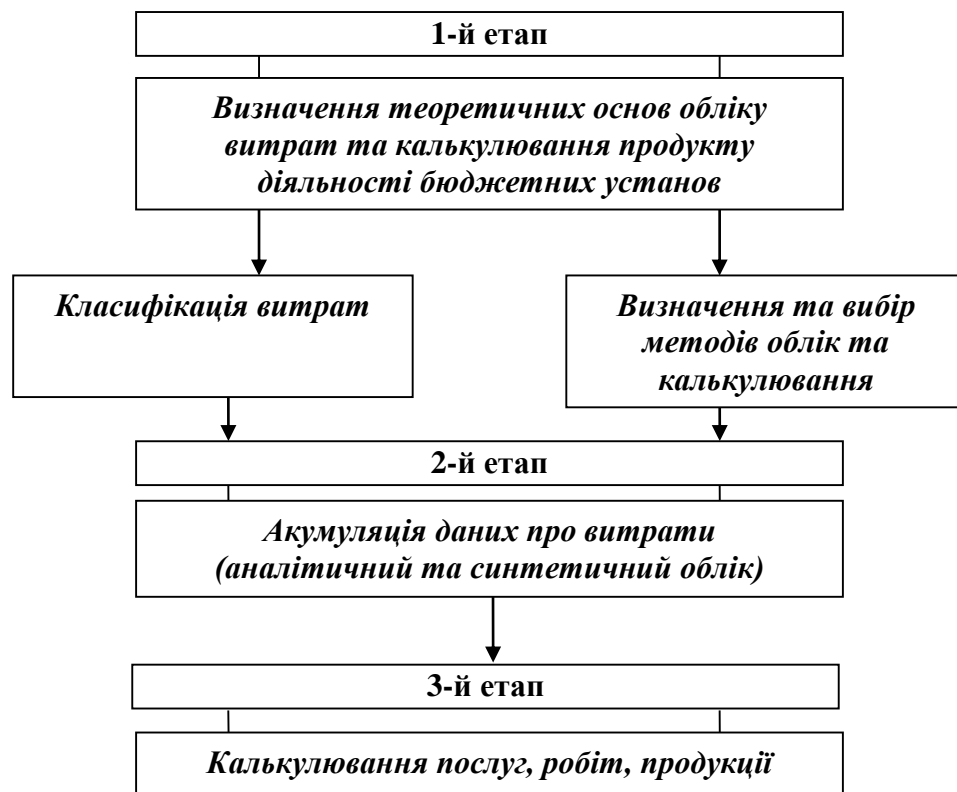 1-й етап
Визначення теоретичних основ обліку
витрат та калькулювання продукту
діяльності бюджетних установ
Класифікація витрат
Визначення та вибір
методів облік та
калькулювання
2-й етап
Акумуляція даних про витрати
(аналітичний та синтетичний облік)
3-й етап
Калькулювання послуг, робіт, продукції